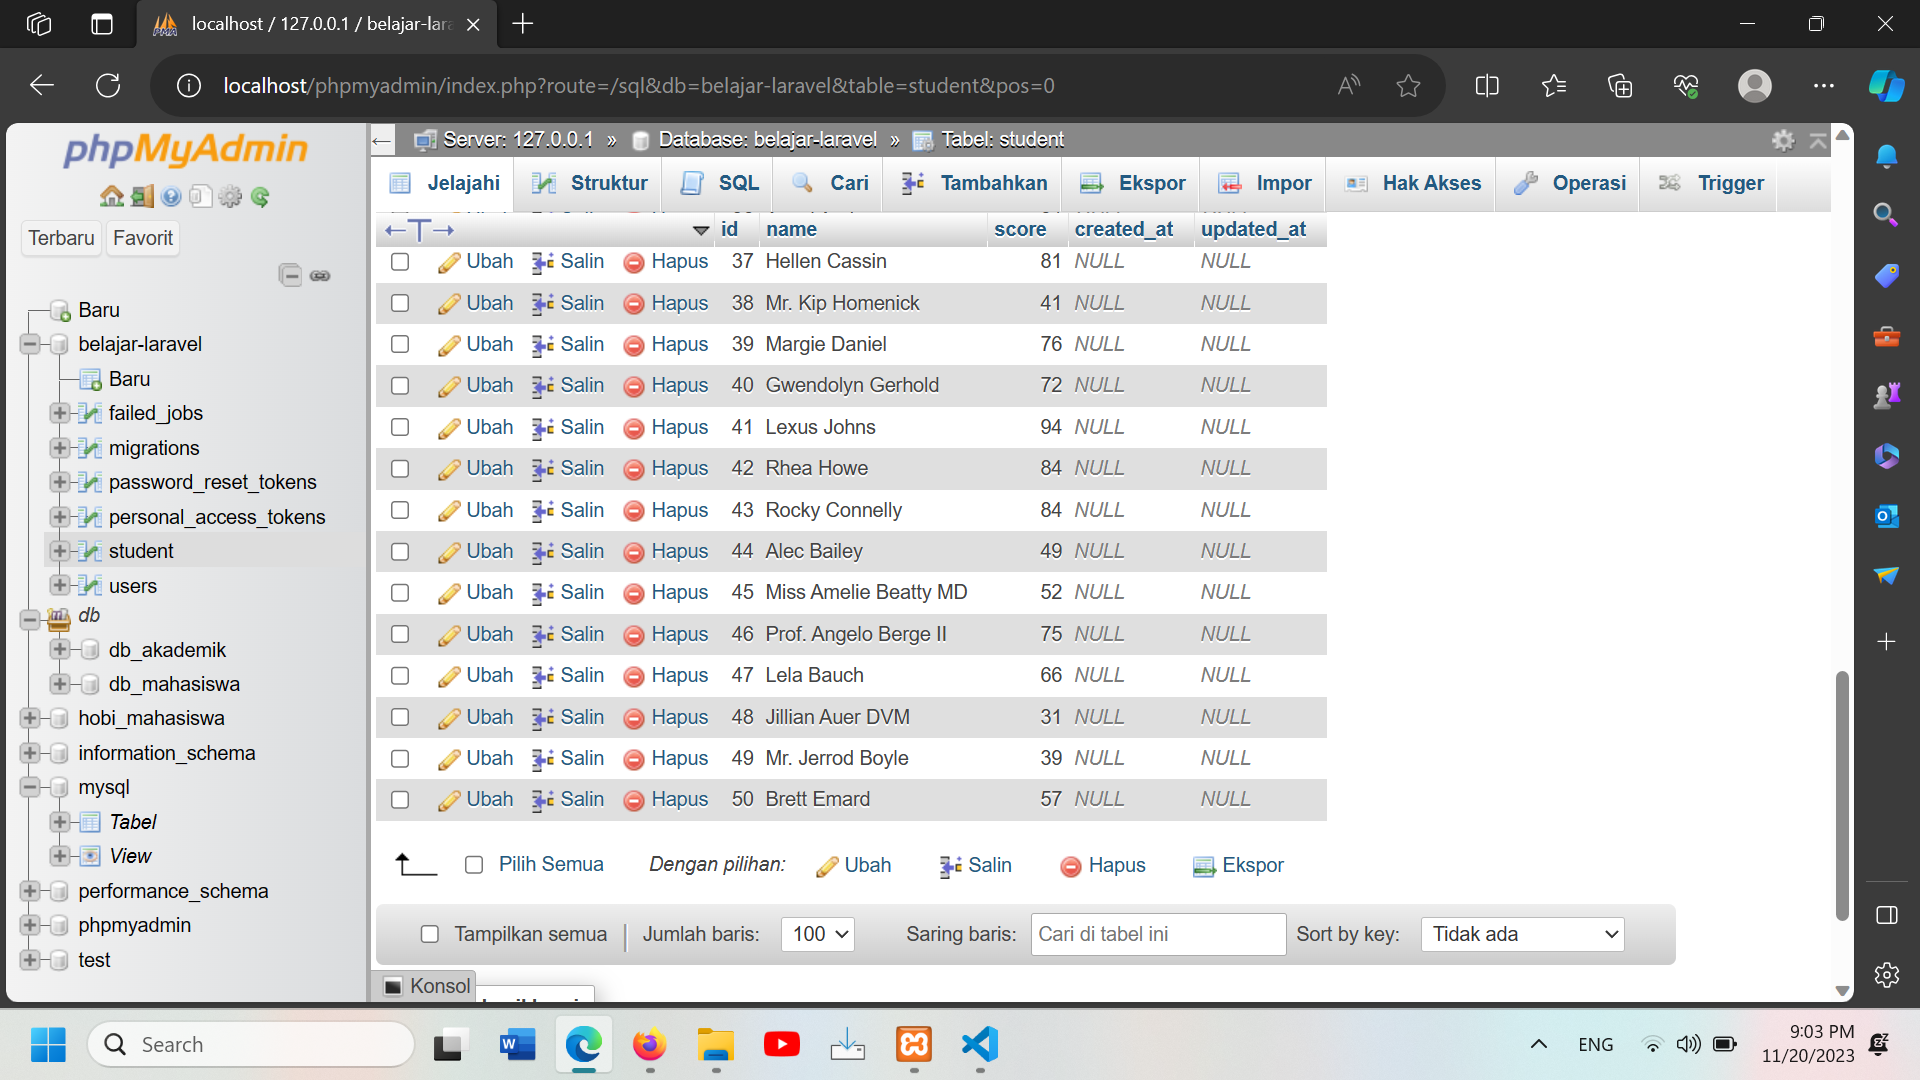 localhost / 127.0.0.1 / belajar-lara
localhost/phpmyadmin/index.php?route=/sql&db=belajar-laravel&table=student&pos=0
phpMyAdmin
Terbaru Favorit
Baru
belajar-laravel
Baru
failed_jobs
migrations
password_reset_tokens
personal_access_tokens
student
users
db
db_akademik
db_mahasiswa
hobi_mahasiswa
information_schema
mysql
Tabel
View
performance_schema
phpmyadmin
test
Server: 127.0.0.1 » Database: belajar-laravel » Tabel: student
Jelajahi Struktur SQL Cari Tambahkan Ekspor Impor Hak Akses Operasi Trigger
id name score created_at updated_at
Ubah Salin Hapus 37 Hellen Cassin 81 NULL NULL
Ubah Salin Hapus 38 Mr. Kip Homenick 41 NULL NULL
Ubah Salin Hapus 39 Margie Daniel 76 NULL NULL
Ubah Salin Hapus 40 Gwendolyn Gerhold 72 NULL NULL
Ubah Salin Hapus 41 Lexus Johns 94 NULL NULL
Ubah Salin Hapus 42 Rhea Howe 84 NULL NULL
Ubah Salin Hapus 43 Rocky Connelly 84 NULL NULL
Ubah Salin Hapus 44 Alec Bailey 49 NULL NULL
Ubah Salin Hapus 45 Miss Amelie Beatty MD 52 NULL NULL
Ubah Salin Hapus 46 Prof. Angelo Berge II 75 NULL NULL
Ubah Salin Hapus 47 Lela Bauch 66 NULL NULL
Ubah Salin Hapus 48 Jillian Auer DVM 31 NULL NULL
Ubah Salin Hapus 49 Mr. Jerrod Boyle 39 NULL NULL
Ubah Salin Hapus 50 Brett Emard 57 NULL NULL
Pilih Semua Dengan pilihan: Ubah Salin Hapus Ekspor
Tampilkan semua Jumlah baris: 100 Saring baris: Cari di tabel ini Sort by key: Tidak ada
Konsol
Search
ENG
9:03 PM
11/20/2023